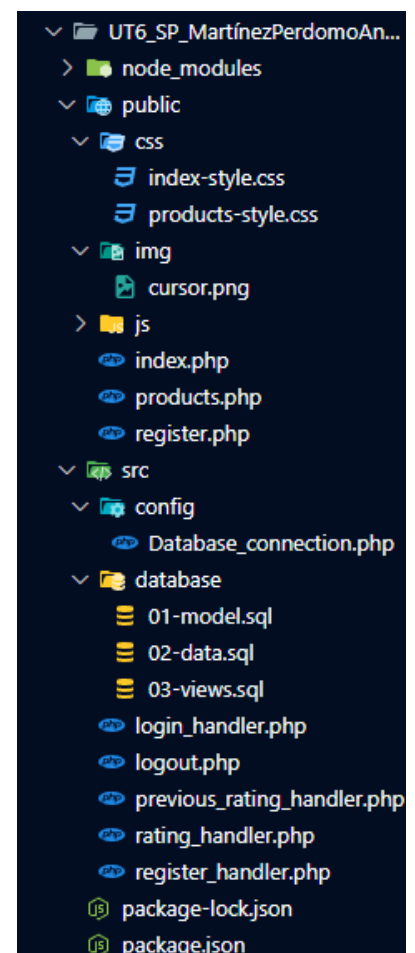 UT6_SP_MartínezPerdomoAn...
node_modules
public
css
index-style.css
products-style.css
img
cursor.png
js
index.php
products.php
register.php
src
config
Database_connection.php
database
01-model.sql
02-data.sql
03-views.sql
login_handler.php
logout.php
previous_rating_handler.php
rating_handler.php
register_handler.php
package-lock.json
package.json